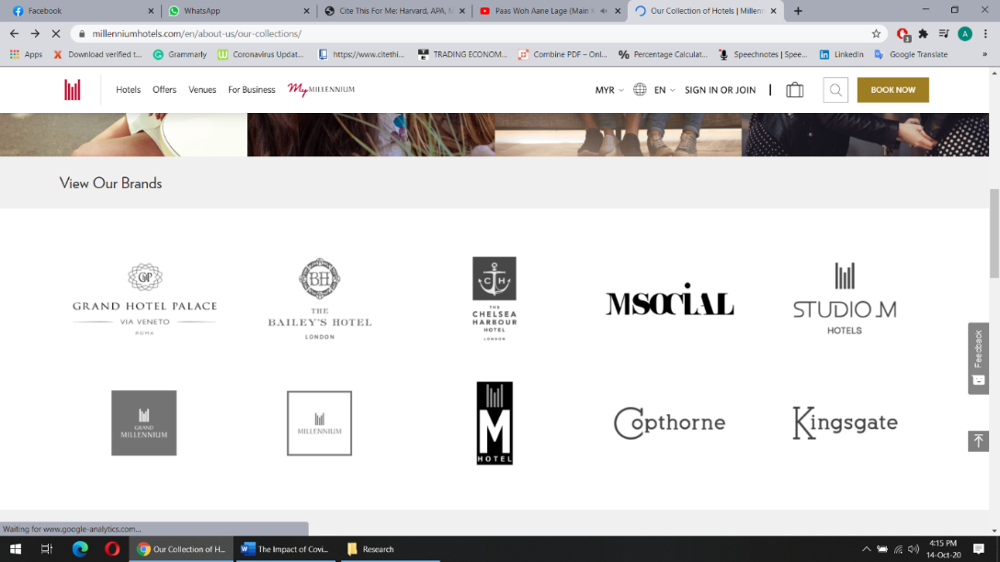 Facebook
WhatsApp
Cite This For Me: Harvard, APA, M
Paas Woh Aane Lage (Main
Our Collection of Hotels | Millenn
millenniumhotels.com/en/about-us/our-collections/
3
A
Apps
Download verified t...
Grammarly
Coronavirus Updat...
https://www.citethi...
TRADING ECONOM...
Combine PDF – Onl...
Percentage Calculat...
Speechnotes | Spee...
LinkedIn
Google Translate
»
Hotels
Offers
Venues
For Business
My MILLENNIUM
MYR
EN
SIGN IN OR JOIN
BOOK NOW
View Our Brands
GRAND HOTEL PALACE
VIA VENETO
ROMA
BH
THE
BAILEY'S HOTEL
LONDON
C H
THE
CHELSEA
HARBOUR
HOTEL
LONDON
MSOCIAL
STUDIO M
HOTELS
GRAND
MILLENNIUM
MILLENNIUM
M
HOTEL
Copthorne
Kingsgate
Feedback
Waiting for www.google-analytics.com...
Our Collection of H...
The Impact of Covi...
Research
4:15 PM
14-Oct-20